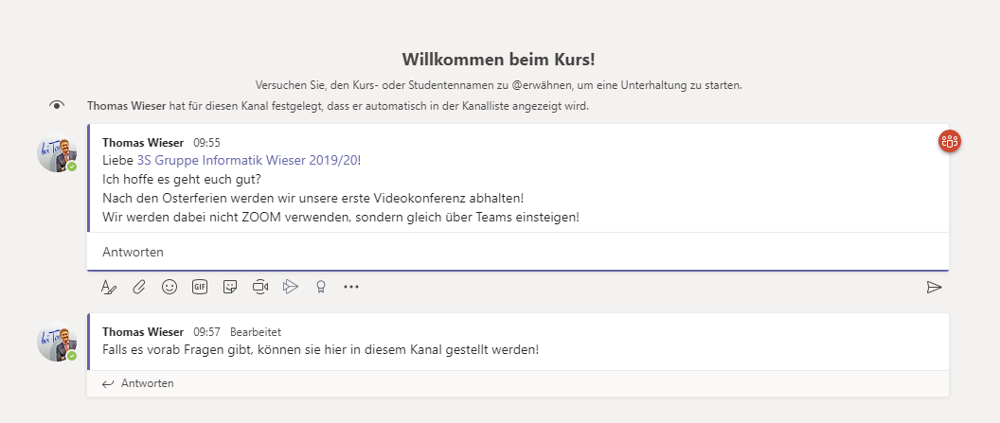 Willkommen beim Kurs!
Versuchen Sie, den Kurs- oder Studentennamen zu @erwähnen, um eine Unterhaltung zu starten.
Thomas Wieser hat für diesen Kanal festgelegt, dass er automatisch in der Kanalliste angezeigt wird.
Thomas Wieser 09:55
Liebe 3S Gruppe Informatik Wieser 2019/20!
Ich hoffe es geht euch gut?
Nach den Osterferien werden wir unsere erste Videokonferenz abhalten!
Wir werden dabei nicht ZOOM verwenden, sondern gleich über Teams einsteigen!
Antworten
GIF
Thomas Wieser 09:57 Bearbeitet
Falls es vorab Fragen gibt, können sie hier in diesem Kanal gestellt werden!
Antworten